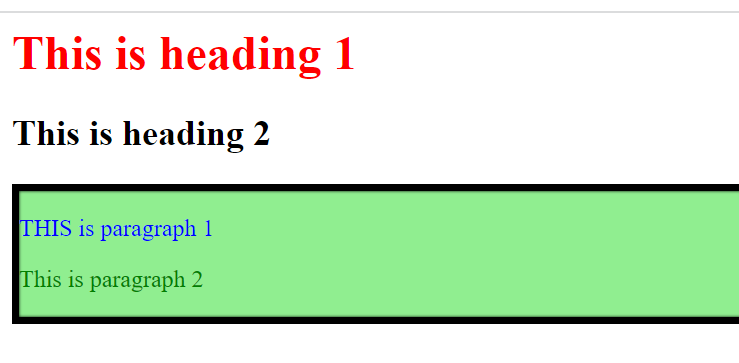 This is heading 1
This is heading 2
THIS is paragraph 1
This is paragraph 2